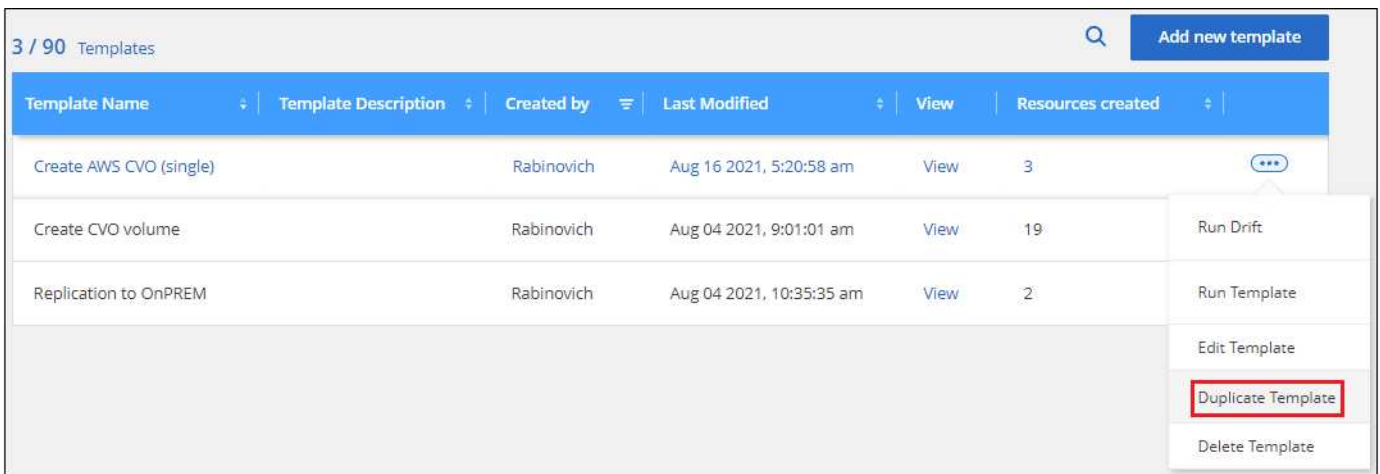 3 / 90 Templates
Add new template
Template Name Template Description Created by Last Modified View Resources created
Create AWS CVO (single) Rabinovich Aug 16 2021, 5:20:58 am View 3
Create CVO volume Rabinovich Aug 04 2021, 9:01:01 am View 19
Replication to OnPREM Rabinovich Aug 04 2021, 10:35:35 am View 2
Run Drift
Run Template
Edit Template
Duplicate Template
Delete Template